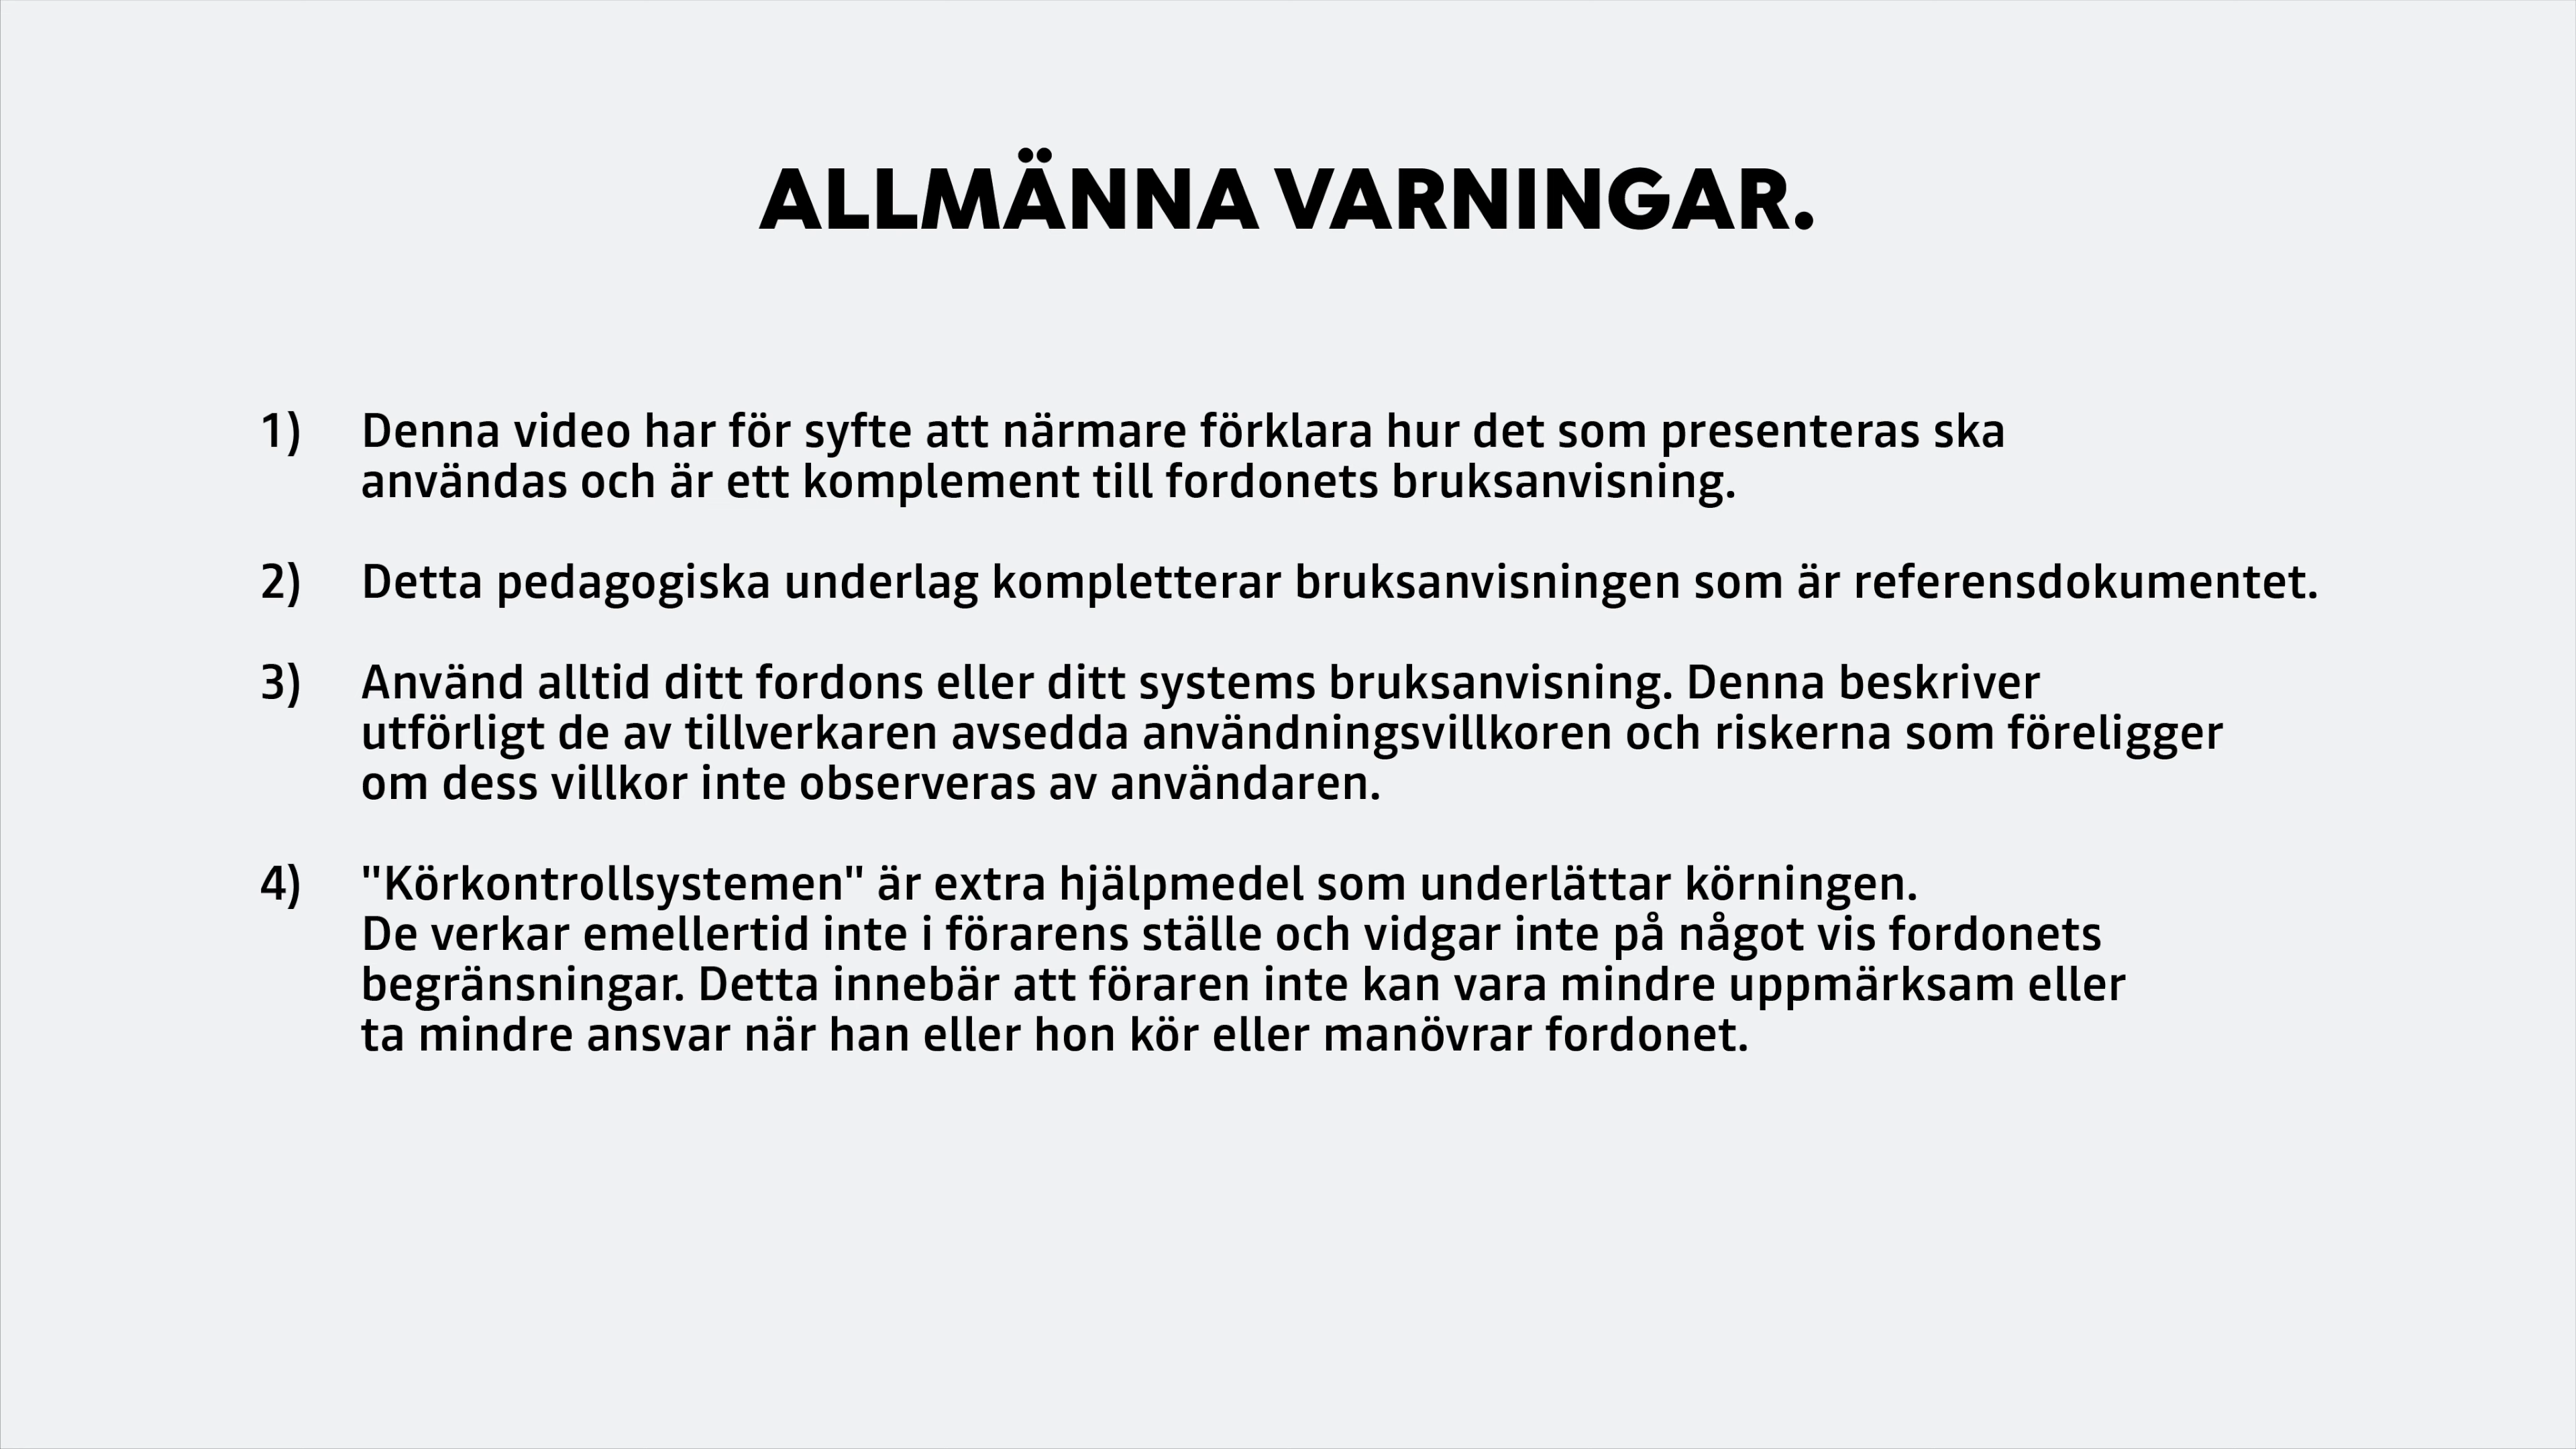 ALLMÄNNA VARNINGAR.
1) Denna video har för syfte att närmare förklara hur det som presenteras ska
användas och är ett komplement till fordonets bruksanvisning.
2) Detta pedagogiska underlag kompletterar bruksanvisningen som är referensdokumentet.
3) Använd alltid ditt fordons eller ditt systems bruksanvisning. Denna beskriver
utförligt de av tillverkaren avsedda användningsvillkoren och riskerna som föreligger
om dess villkor inte observeras av användaren.
4) "Körkontrollsystemen" är extra hjälpmedel som underlättar körningen.
De verkar emellertid inte i förarens ställe och vidgar inte på något vis fordonets
begränsningar. Detta innebär att föraren inte kan vara mindre uppmärksam eller
ta mindre ansvar när han eller hon kör eller manövrar fordonet.